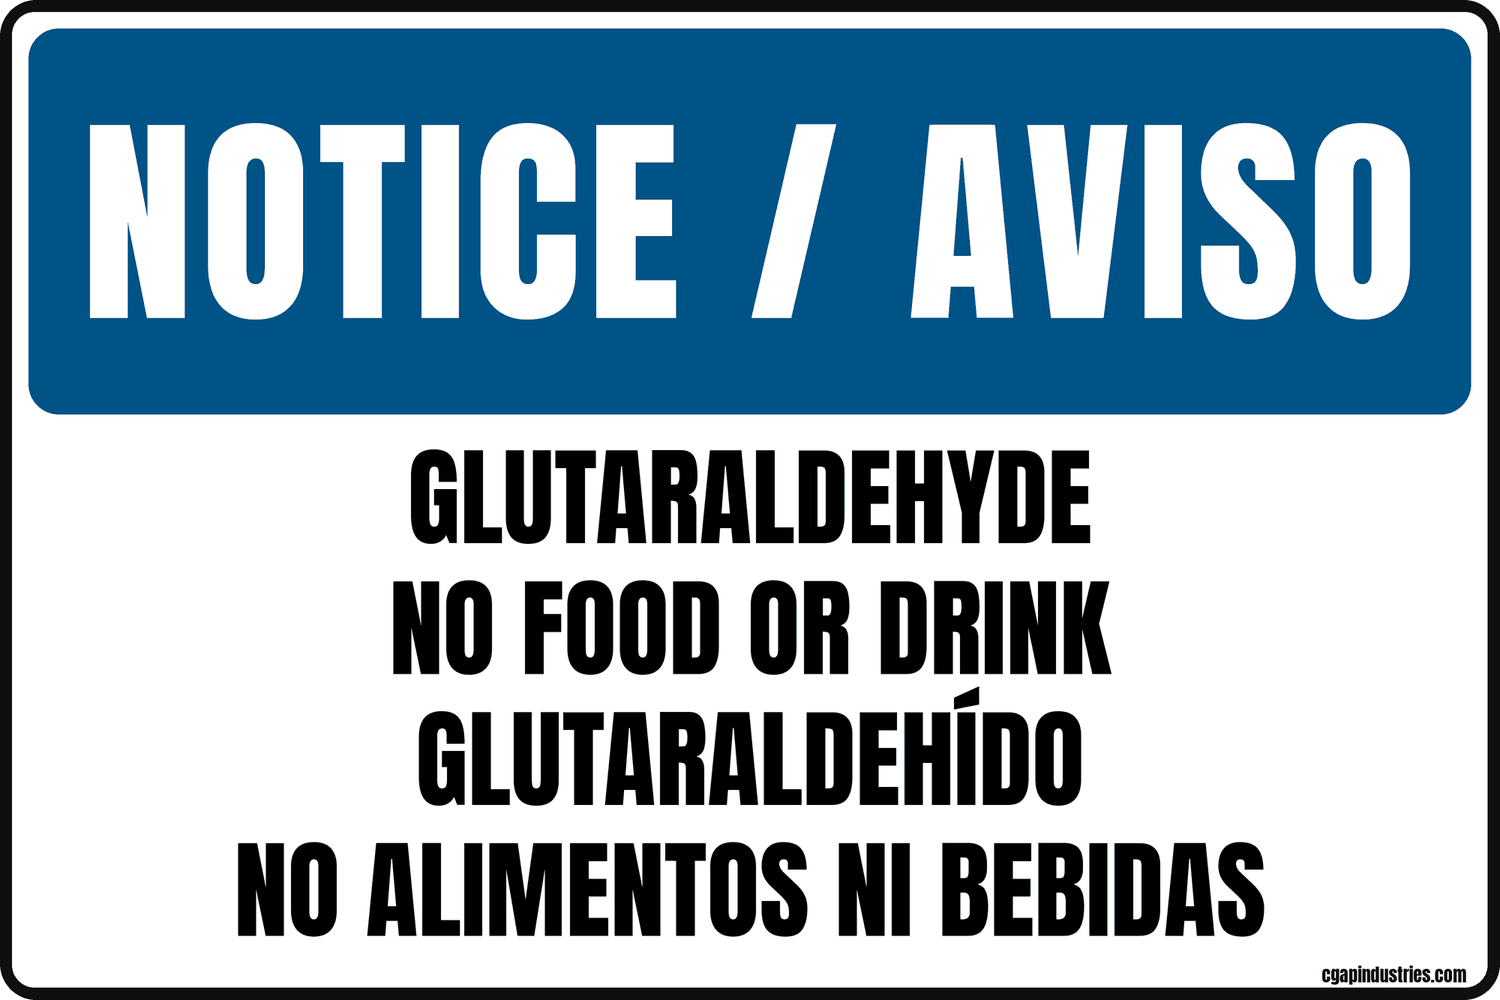 NOTICE / AVISO
GLUTARALDEHYDE
NO FOOD OR DRINK
GLUTARALDEHÍDO
NO ALIMENTOS NI BEBIDAS
cgapindustries.com